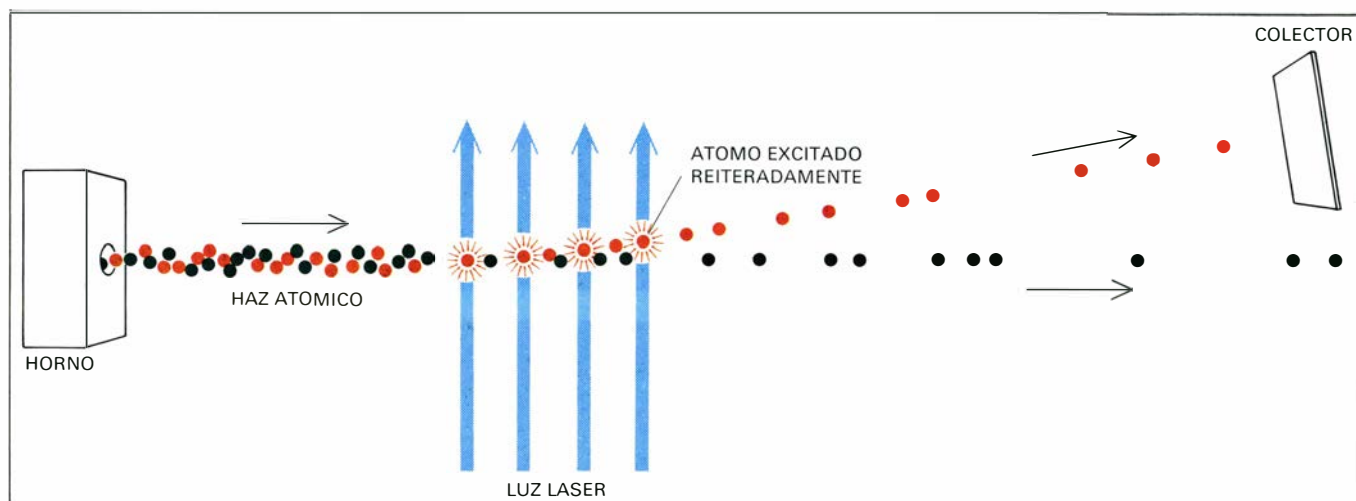 COLECTOR
ATOMO EXCITADO
REITERADAMENTE
HAZ ATOMICO
HORNO
LUZ LASER